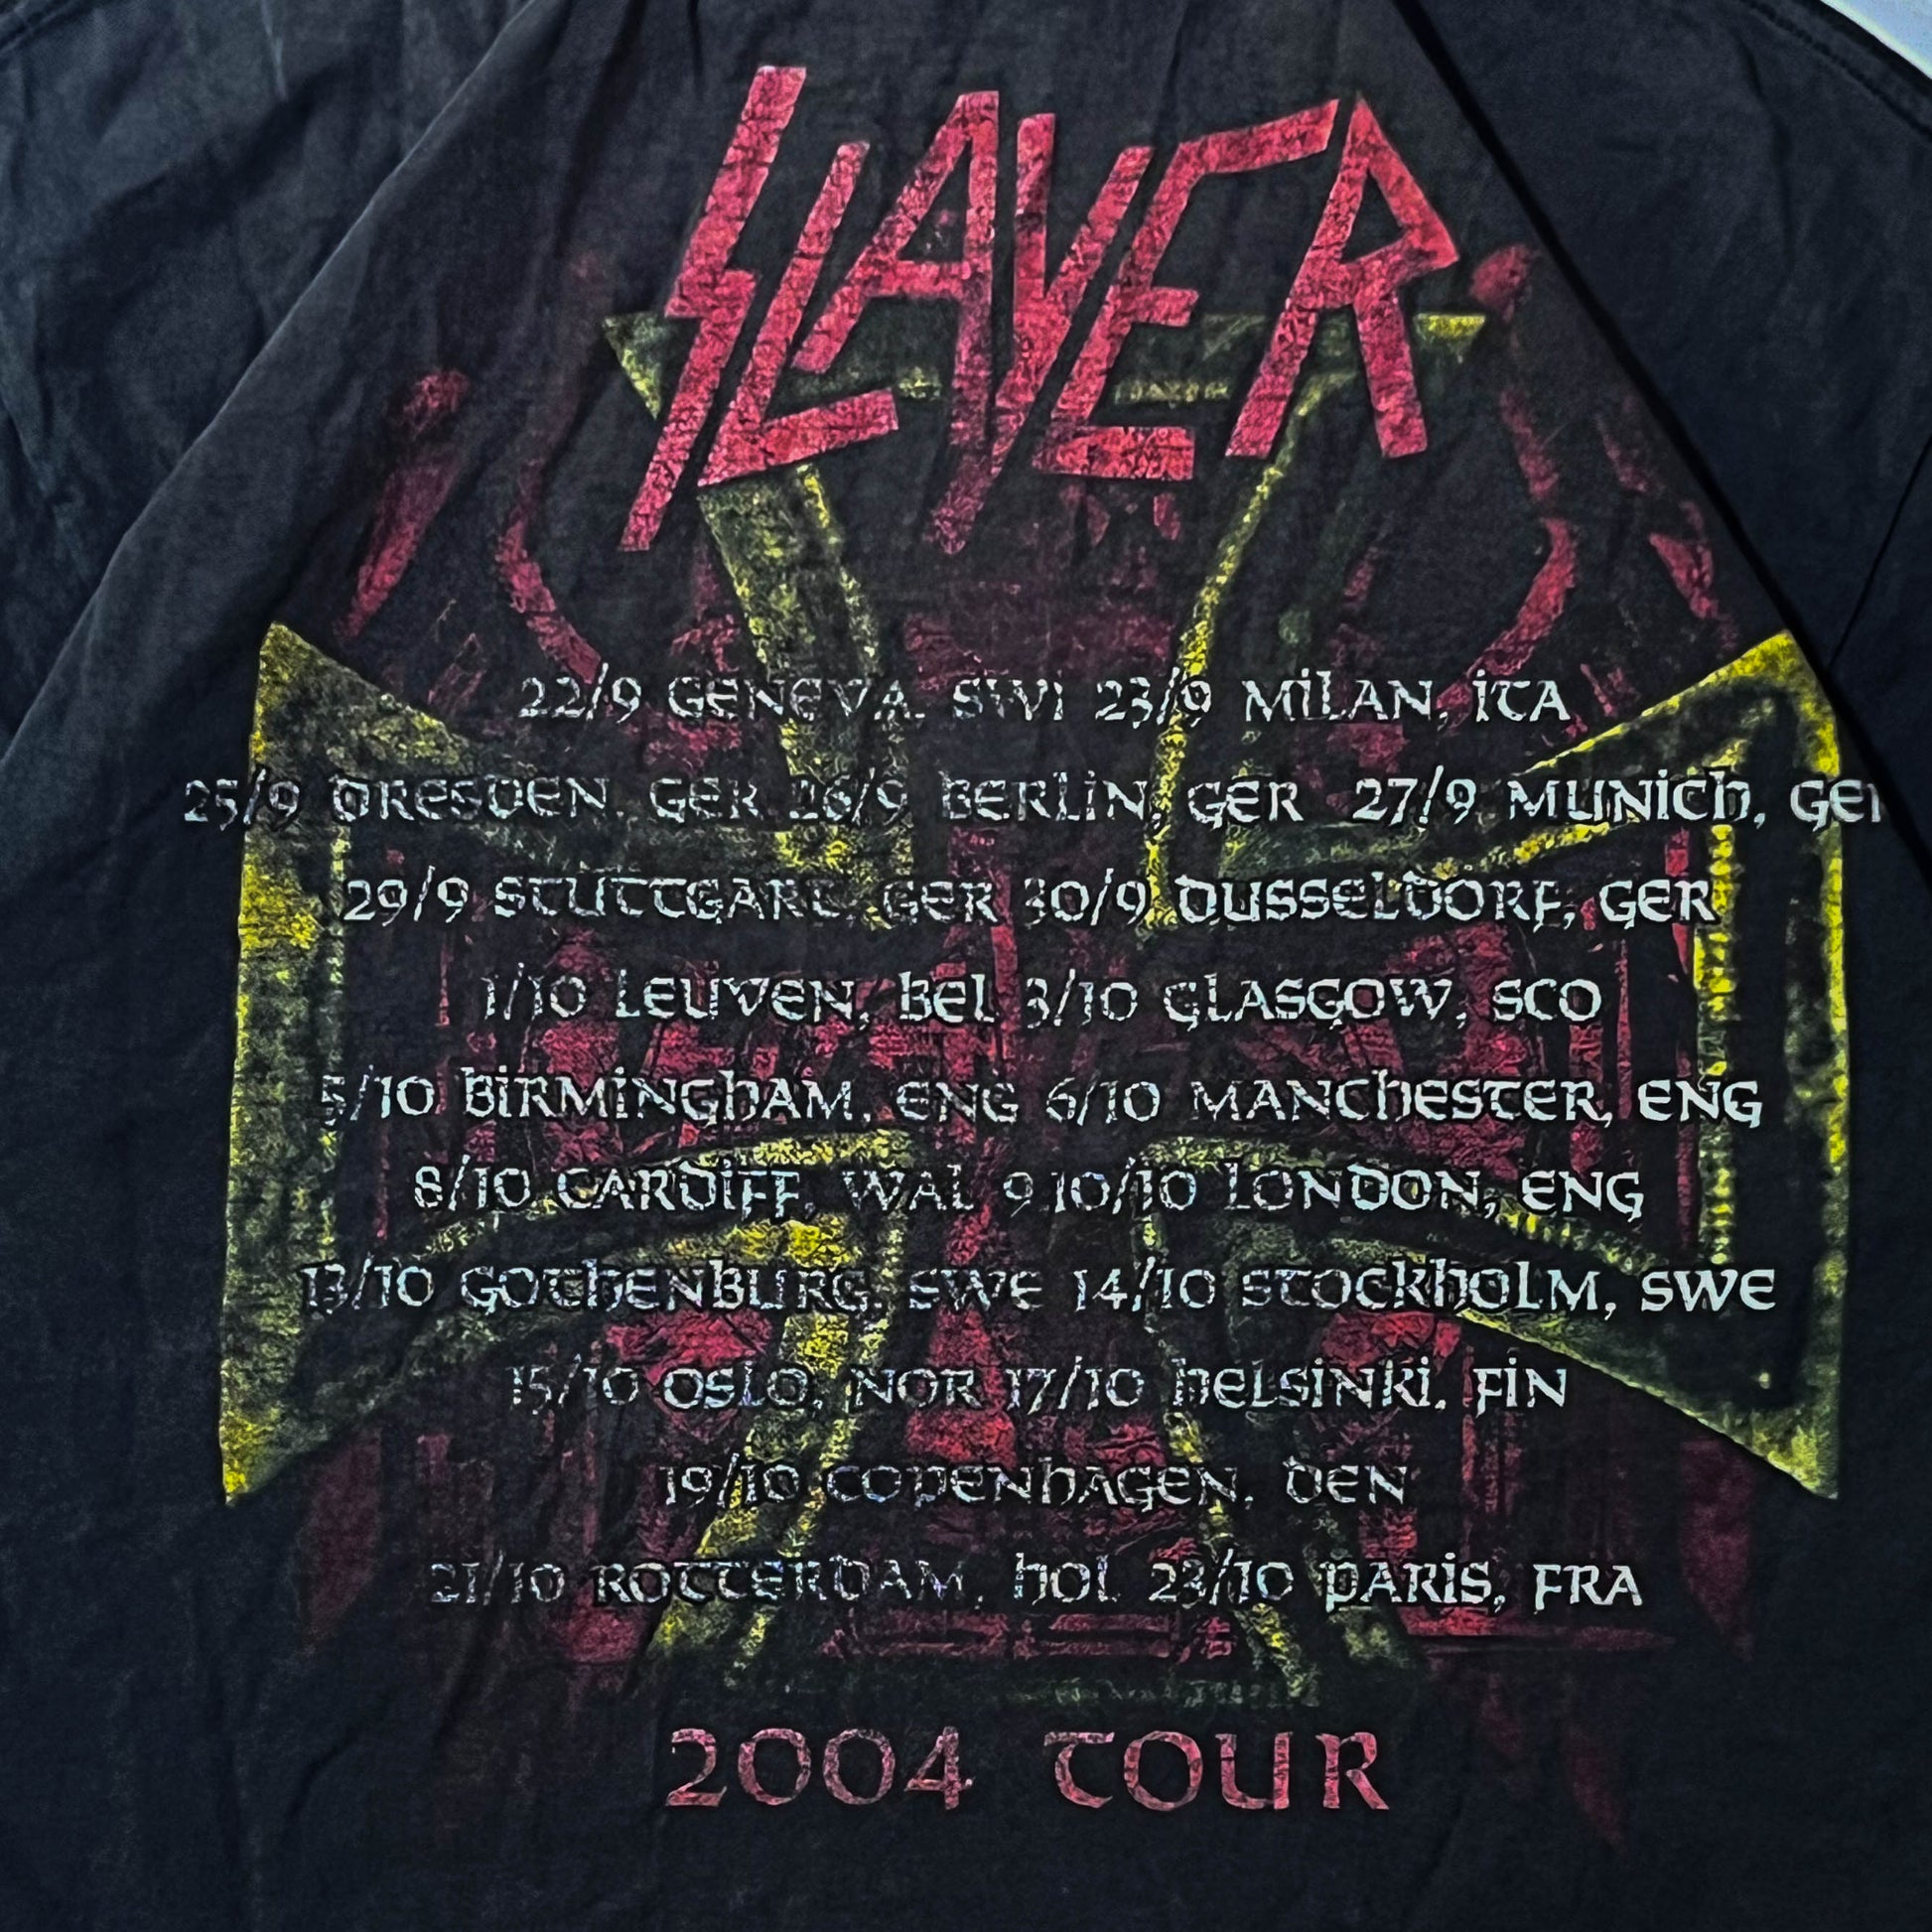 SLAYER
22/9 GENEVA, SWI 23/9 MILAN, ITA
25/9 DRESDEN, GER 26/9 BERLIN, GER 27/9 MUNICH, GER
29/9 STUTTGART, GER 30/9 DUSSELDORF, GER
1/10 LEUVEN, BEL 3/10 GLASGOW, SCO
5/10 BIRMINGHAM, ENG 6/10 MANCHESTER, ENG
8/10 CARDIFF, WAL 9,10/10 LONDON, ENG
13/10 GOTHENBURG, SWE 14/10 STOCKHOLM, SWE
15/10 OSLO, NOR 17/10 HELSINKI, FIN
19/10 COPENHAGEN, DEN
21/10 ROTTERDAM, HOL 23/10 PARIS, FRA
2004 TOUR